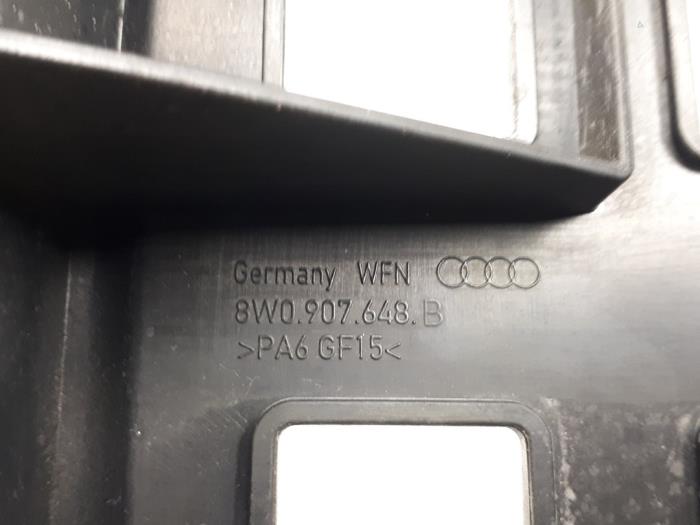 Germany WFN
8W0.907.648.B
>PA6 GF15<